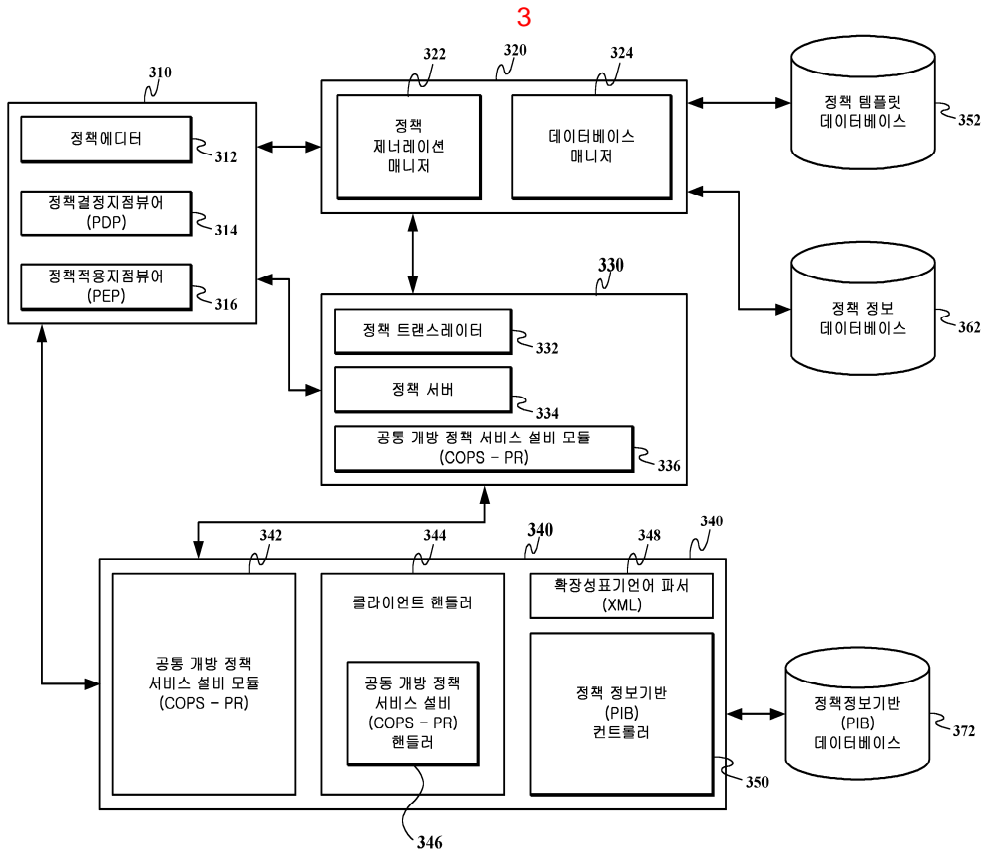 3
310
정책에디터
312
정책결정지점뷰어
(PDP)
314
정책적용지점뷰어
(PEP)
316
320
322
정책
제너레이션
매니저
324
데이터베이스
매니저
정책 템플릿
데이터베이스
352
정책 정보
데이터베이스
362
330
정책 트랜스레이터
332
정책 서버
334
공통 개방 정책 서비스 설비 모듈
(COPS - PR)
336
340
340
342
공통 개방 정책
서비스 설비 모듈
(COPS - PR)
344
클라이언트 핸들러
공동 개방 정책
서비스 설비
(COPS - PR)
핸들러
346
348
확장성표기언어 파서
(XML)
정책 정보기반
(PIB)
컨트롤러
350
정책정보기반
(PIB)
데이터베이스
372